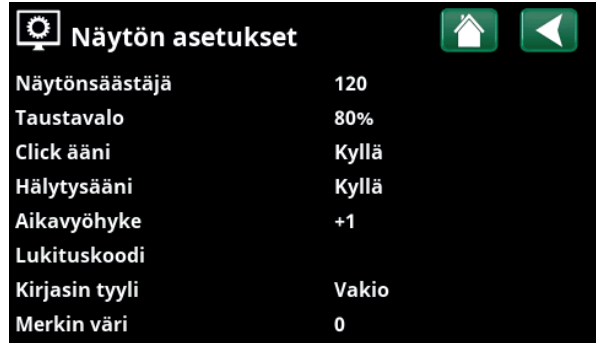 Näytön asetukset
Näytönsäästäjä 120
Taustavalo 80%
Click ääni Kyllä
Hälytysääni Kyllä
Aikavyöhyke +1
Lukituskoodi
Kirjasin tyyli Vakio
Merkin väri 0